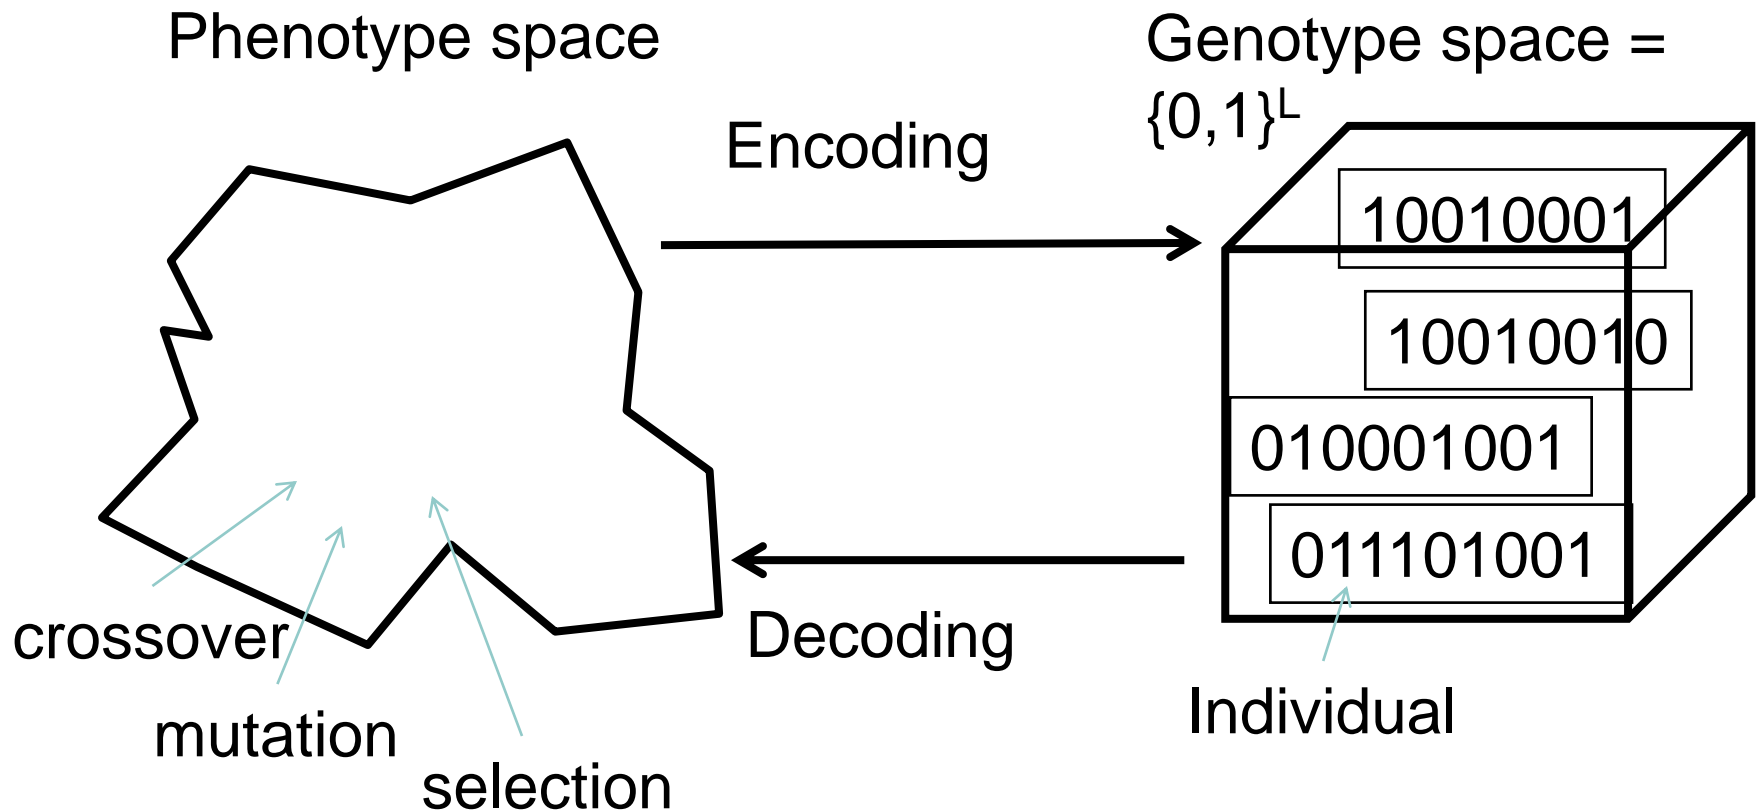 Phenotype space
Genotype space =
{0,1}ᴸ
Encoding
10010001
10010010
010001001
011101001
Decoding
crossover
mutation
selection
Individual